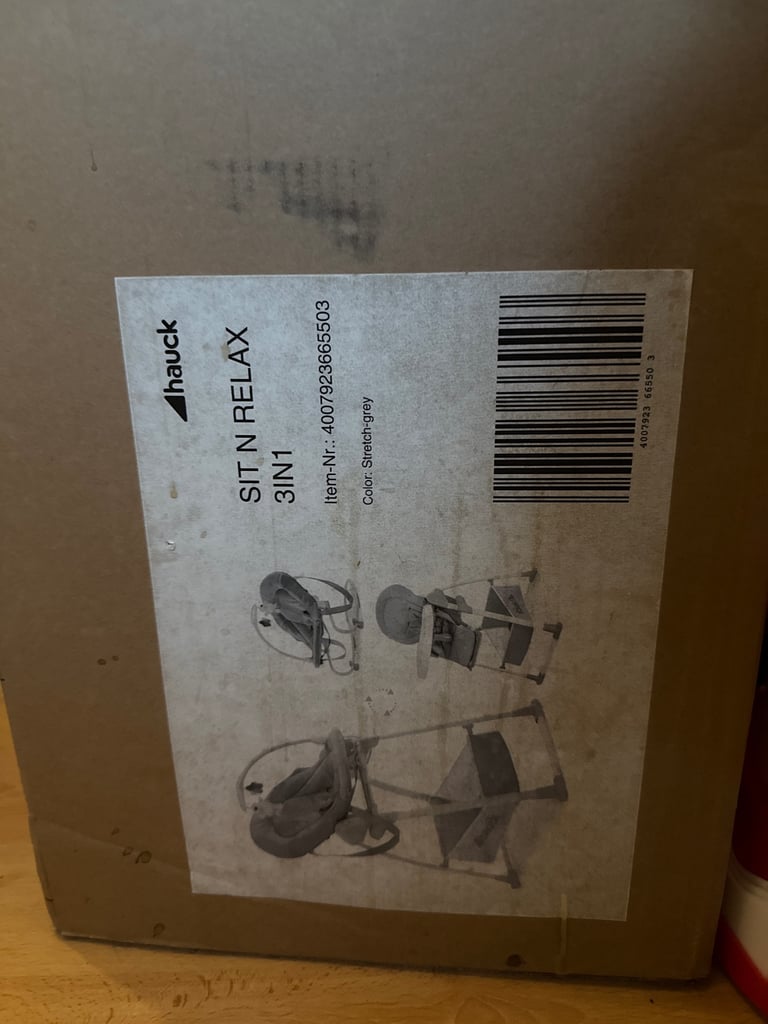 hauck
SIT N RELAX
3IN1
Item-Nr.: 4007923665503
Color: Stretch-grey
4007923 66550 3